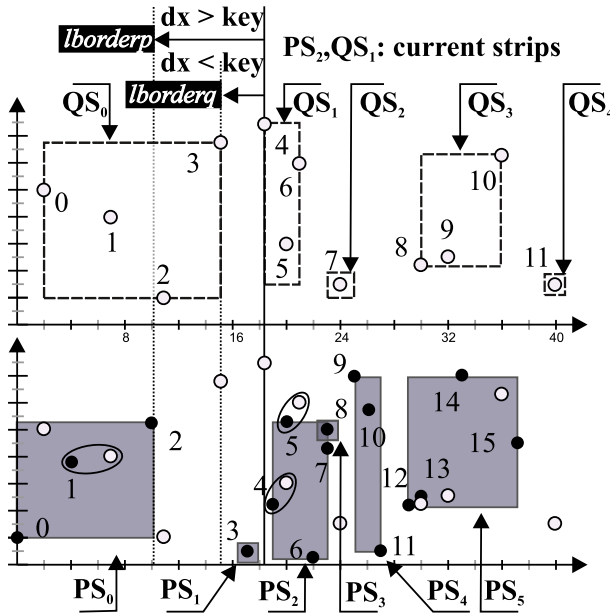 dx > key
lborderp
PS₂,QS₁: current strips
dx < key
lborderq
QS₀ QS₁ QS₂ QS₃ QS₄
4
3
6 10
0
1
9
5 7 8 11
2
8 16 24 32 40
9
14
8
2 10
5 15
1 7
4 12 13
0
3 6 11
PS₀ PS₁ PS₂ PS₃ PS₄ PS₅